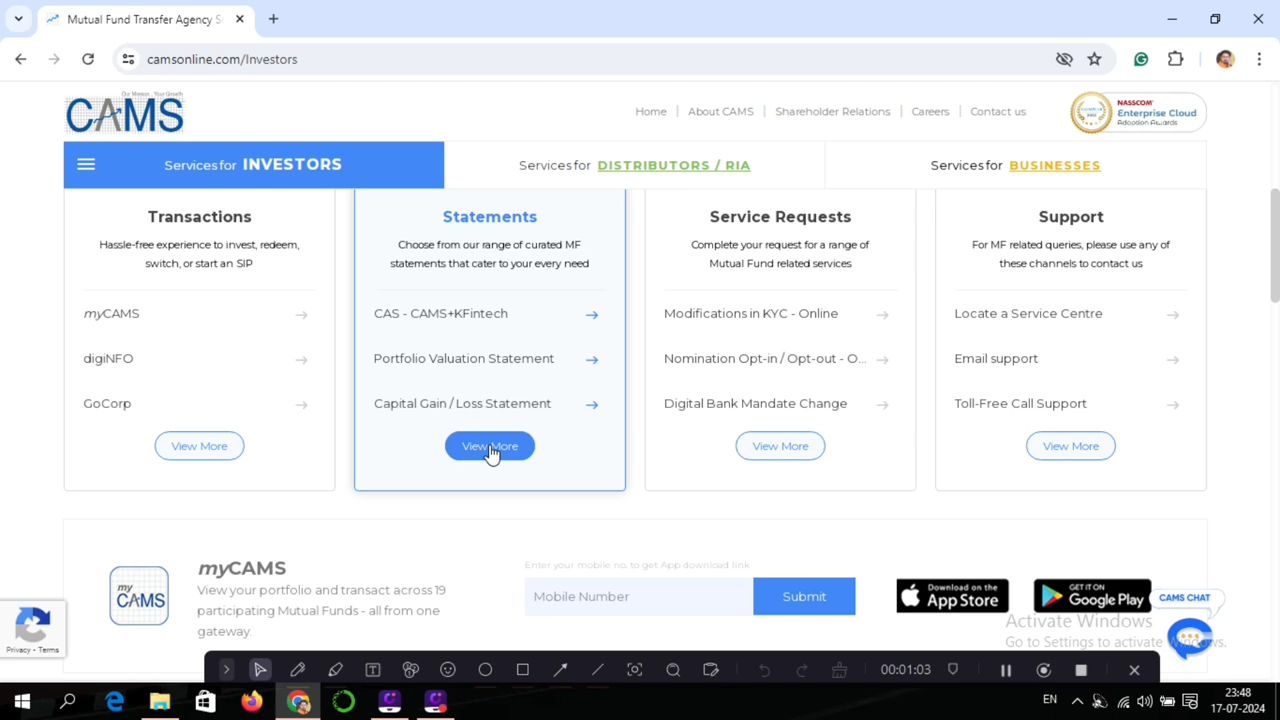 Mutual Fund Transfer Agency S
camsonline.com/Investors
Our Mission . Your Growth
CAMS
Home
About CAMS
Shareholder Relations
Careers
Contact us
NASSCOM
Enterprise Cloud
Adoption Awards
Services for INVESTORS
Services for DISTRIBUTORS / RIA
Services for BUSINESSES
Transactions
Hassle-free experience to invest, redeem,
switch, or start an SIP
myCAMS
digiNFO
GoCorp
View More
Statements
Choose from our range of curated MF
statements that cater to your every need
CAS - CAMS+KFintech
Portfolio Valuation Statement
Capital Gain / Loss Statement
View More
Service Requests
Complete your request for a range of
Mutual Fund related services
Modifications in KYC - Online
Nomination Opt-in / Opt-out - O...
Digital Bank Mandate Change
View More
Support
For MF related queries, please use any of
these channels to contact us
Locate a Service Centre
Email support
Toll-Free Call Support
View More
my
CAMS
myCAMS
View your portfolio and transact across 19
participating Mutual Funds - all from one
gateway.
Enter your mobile no. to get App download link
Mobile Number
Submit
Download on the
App Store
GET IT ON
Google Play
CAMS CHAT
Activate Windows
Go to Settings to activate Windows.
Privacy - Terms
00:01:03
EN
23:48
17-07-2024